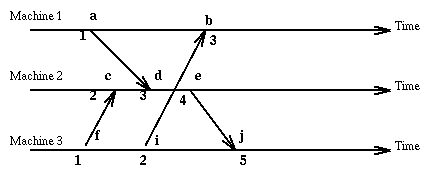 Machine 1 a b Time
1 3
Machine 2 c d e Time
2 3 4
Machine 3 f i j Time
1 2 5